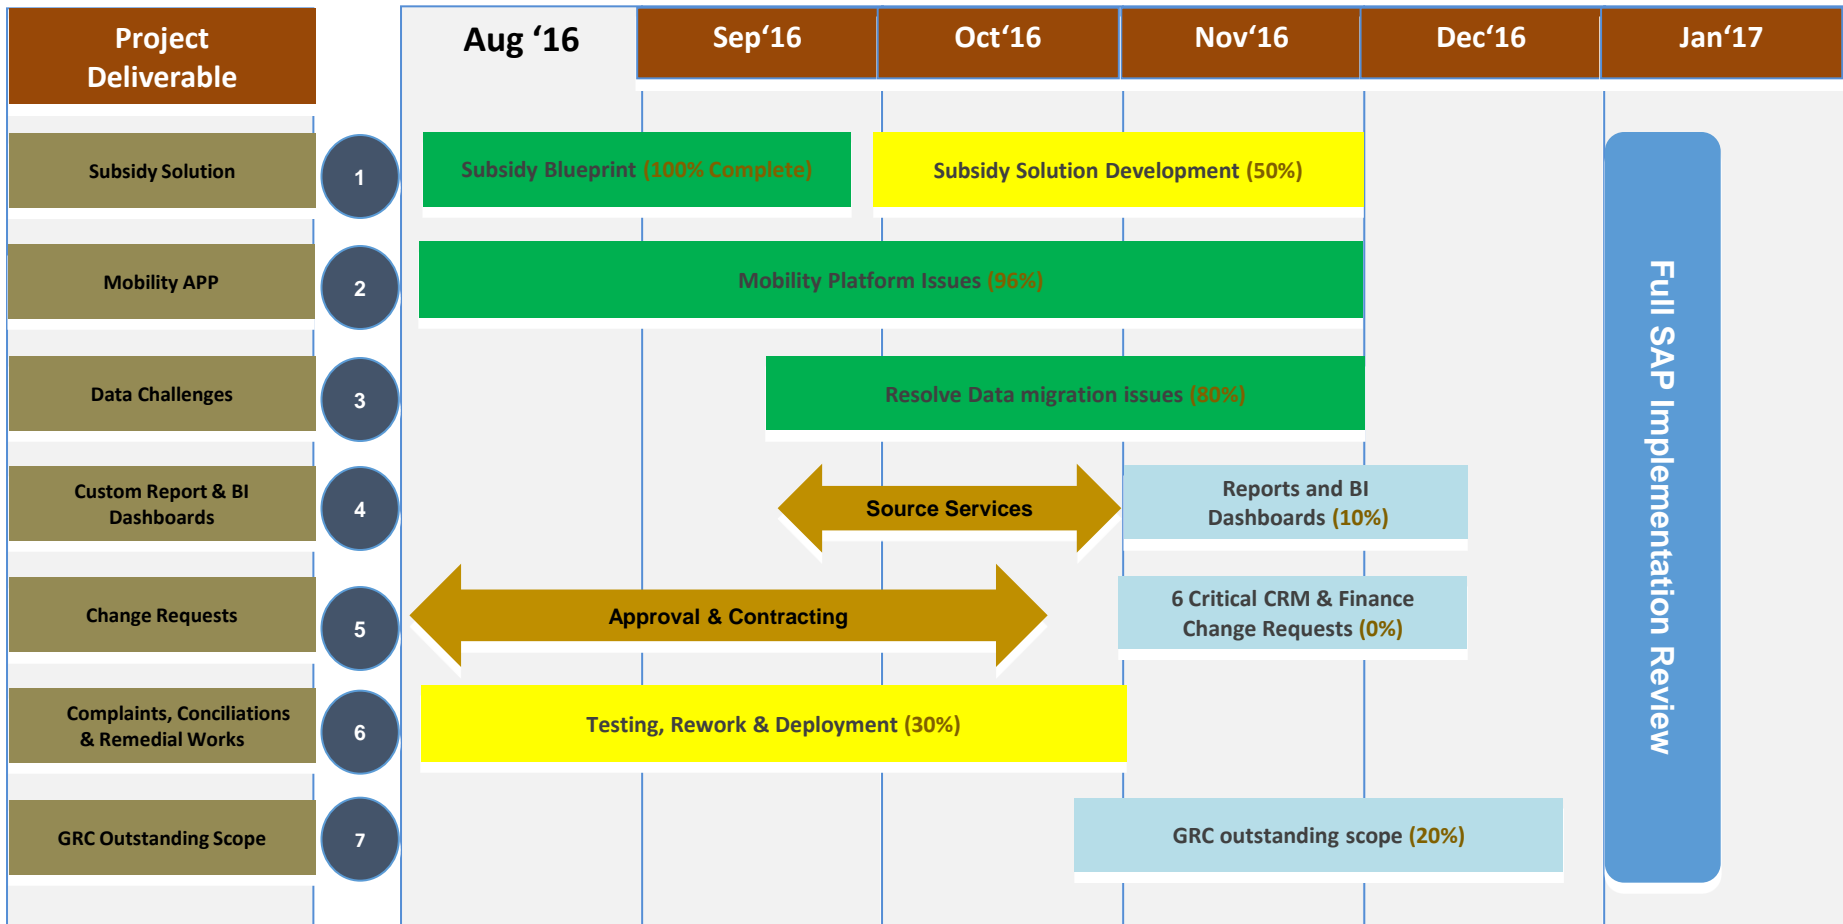 Project
Deliverable
Aug ‘16
Sep‘16
Oct‘16
Nov‘16
Dec‘16
Jan‘17
Subsidy Solution
1
Subsidy Blueprint (100% Complete)
Subsidy Solution Development (50%)
Mobility APP
2
Mobility Platform Issues (96%)
Data Challenges
3
Resolve Data migration issues (80%)
Custom Report & BI
Dashboards
4
Source Services
Reports and BI
Dashboards (10%)
Change Requests
5
Approval & Contracting
6 Critical CRM & Finance
Change Requests (0%)
Complaints, Conciliations
& Remedial Works
6
Testing, Rework & Deployment (30%)
GRC Outstanding Scope
7
GRC outstanding scope (20%)
Full SAP Implementation Review